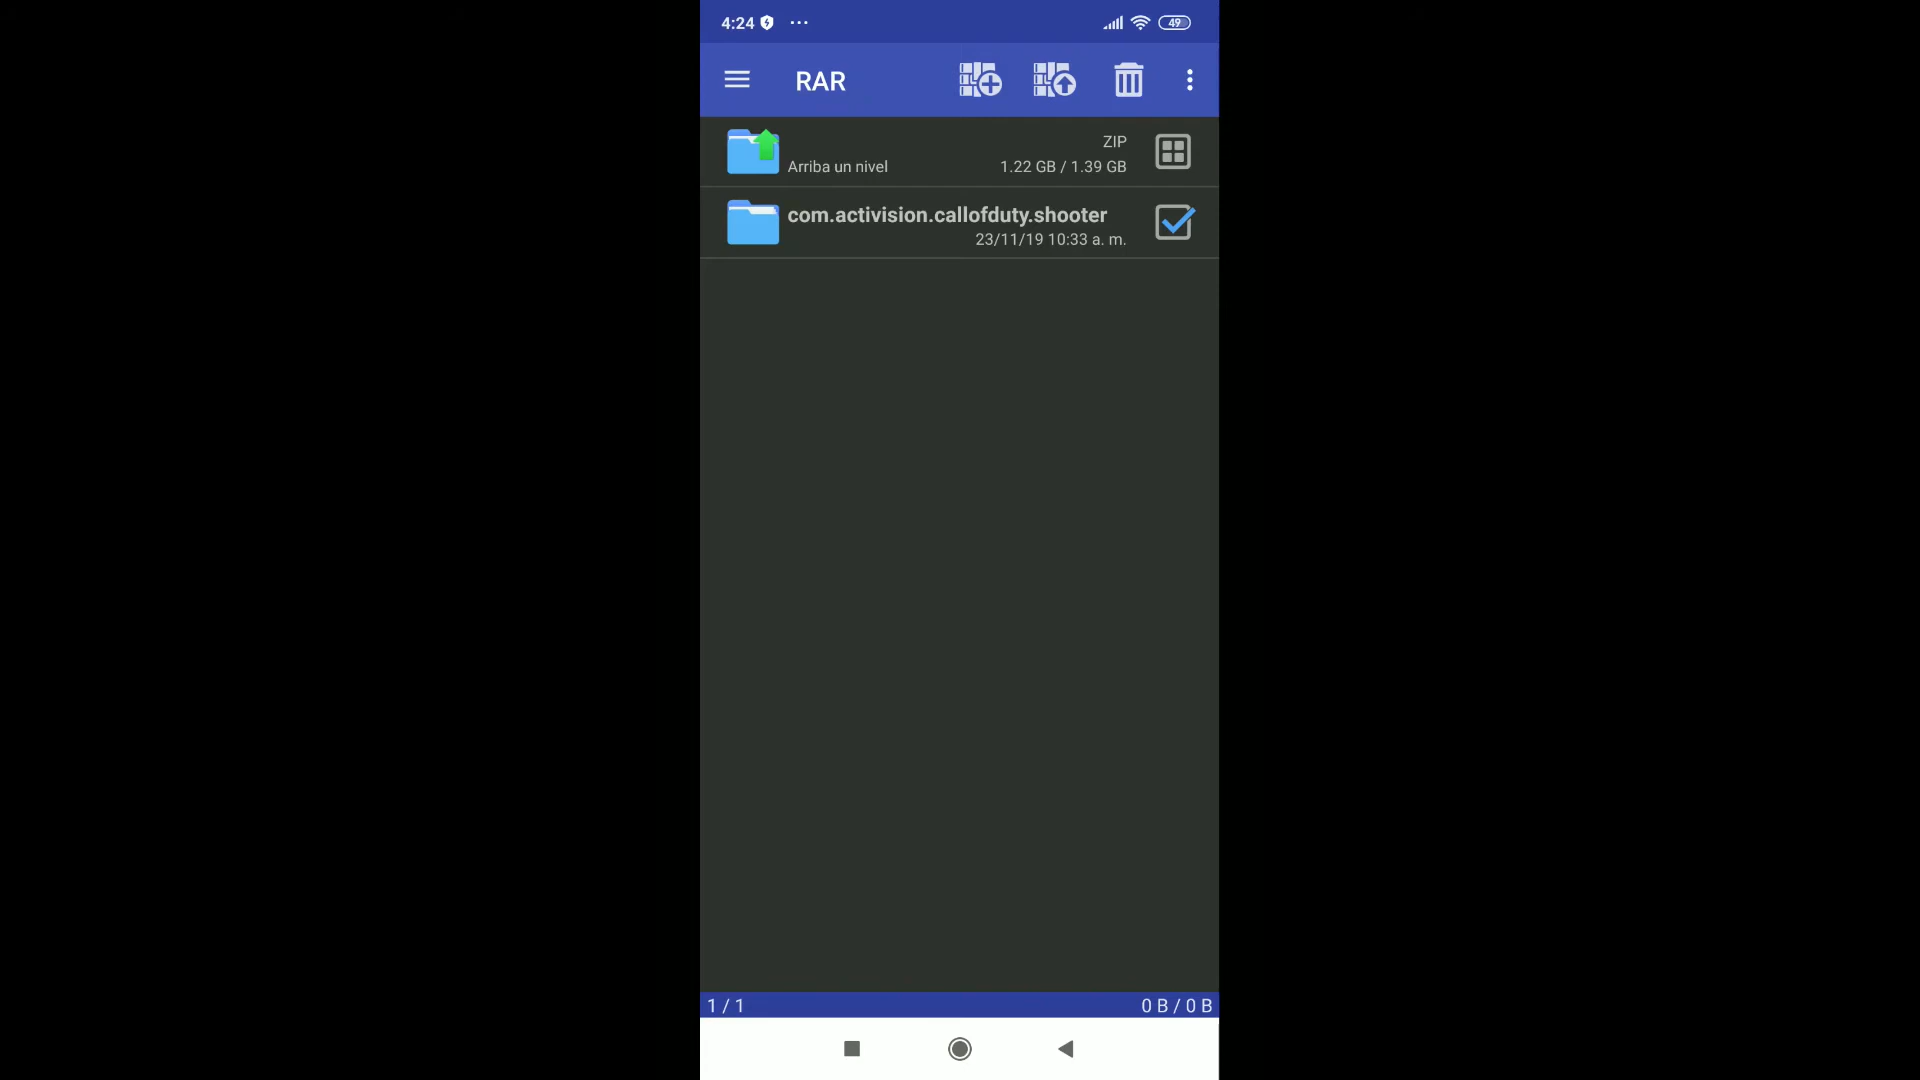 4:24 ... 49
RAR
ZIP
Arriba un nivel 1.22 GB / 1.39 GB
com.activision.callofduty.shooter
23/11/19 10:33 a. m.
1 / 1 0 B / 0 B